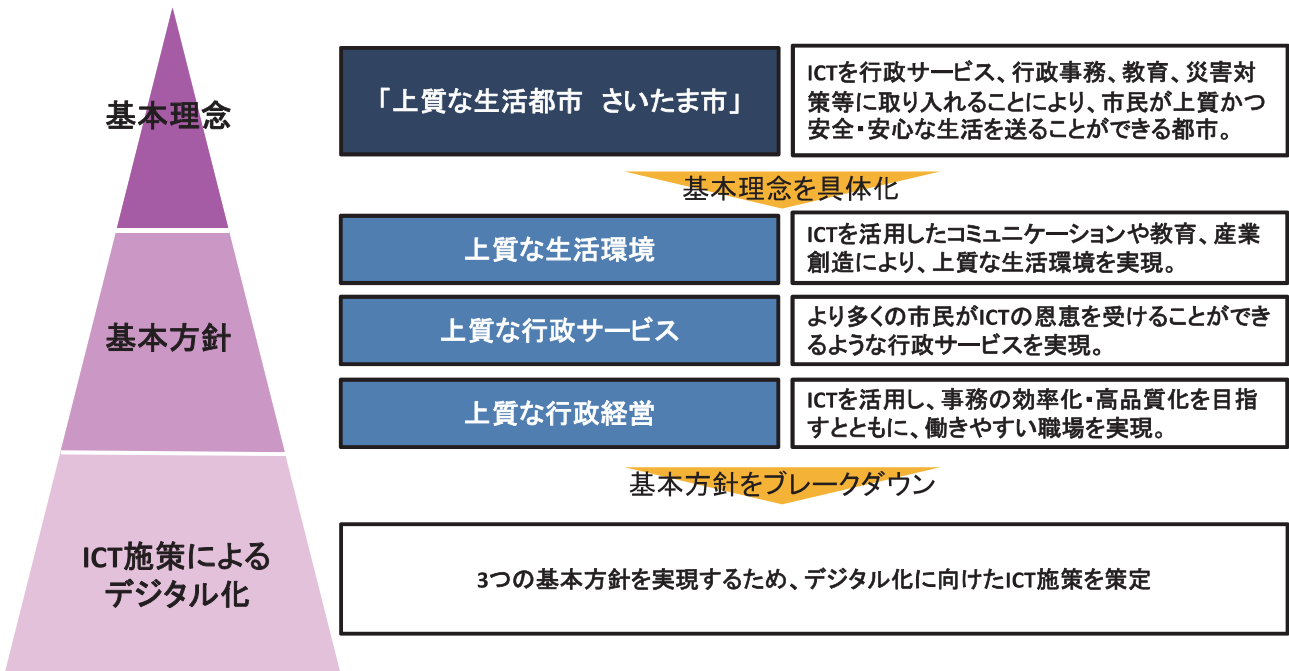 基本理念
「上質な生活都市　さいたま市」
ICTを行政サービス、行政事務、教育、災害対
策等に取り入れることにより、市民が上質かつ
安全・安心な生活を送ることができる都市。
基本理念を具体化
基本方針
上質な生活環境
ICTを活用したコミュニケーションや教育、産業
創造により、上質な生活環境を実現。
上質な行政サービス
より多くの市民がICTの恩恵を受けることができ
るような行政サービスを実現。
上質な行政経営
ICTを活用し、事務の効率化・高品質化を目指
すとともに、働きやすい職場を実現。
基本方針をブレークダウン
ICT施策による
デジタル化
3つの基本方針を実現するため、デジタル化に向けたICT施策を策定